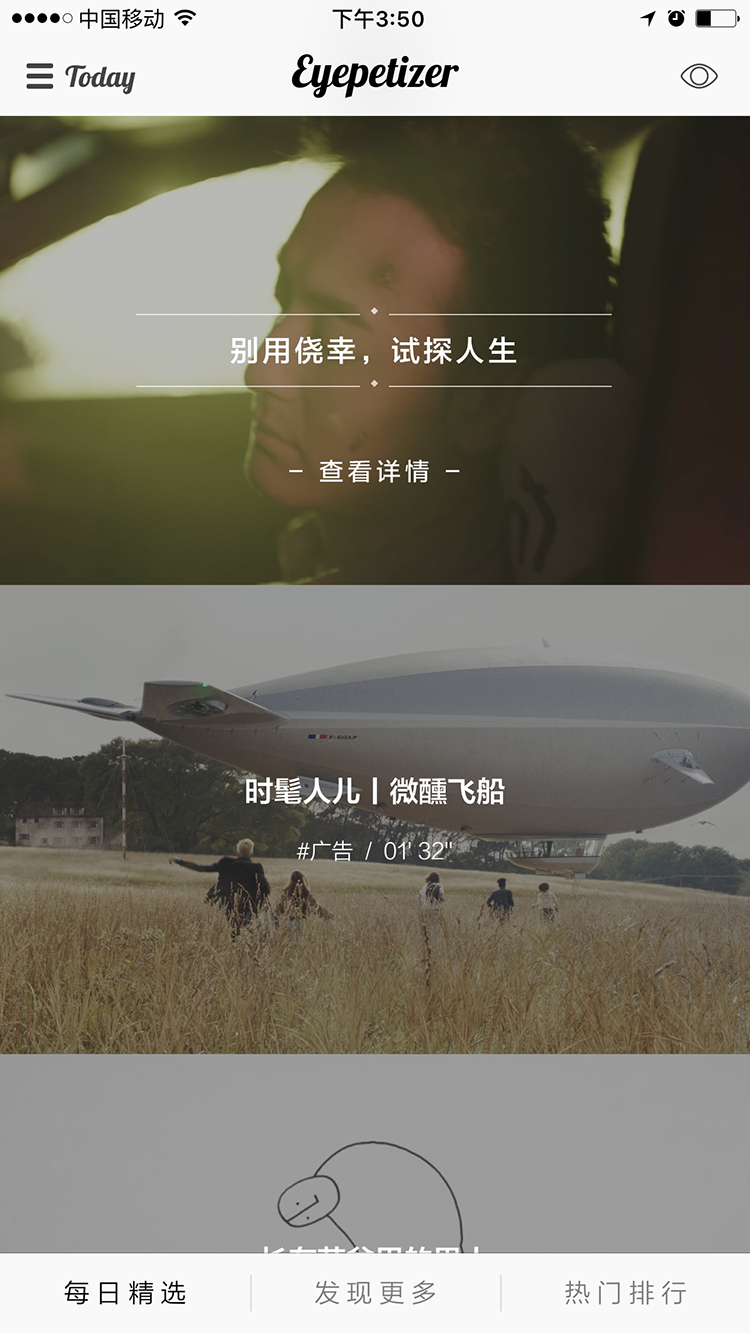 中国移动
下午3:50
Today
Eyepetizer
别用侥幸，试探人生
– 查看详情 –
F-GGLP
时髦人儿丨微醺飞船
#广告 / 01' 32"
每日精选
发现更多
热门排行